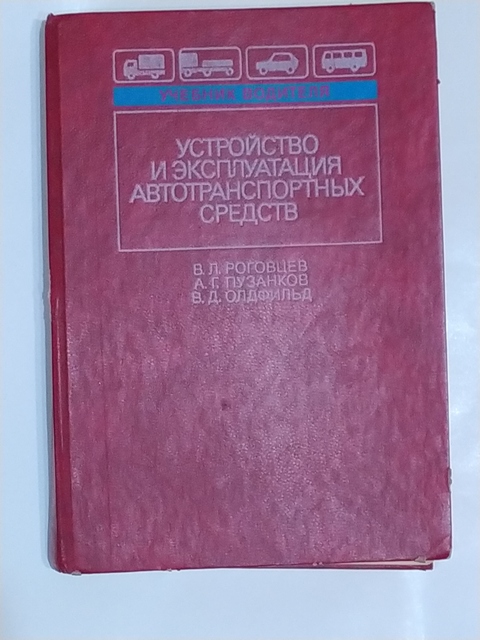 УЧЕБНИК ВОДИТЕЛЯ
УСТРОЙСТВО
И ЭКСПЛУАТАЦИЯ
АВТОТРАНСПОРТНЫХ
СРЕДСТВ
В. Л. РОГОВЦЕВ
А. Г. ПУЗАНКОВ
В. Д. ОЛДФИЛЬД